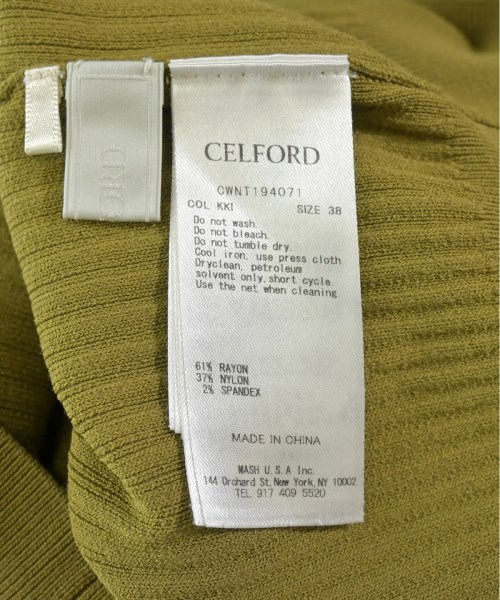 CELFORD
CWNT194071
COL KKI SIZE 38
Do not wash.
Do not bleach.
Do not tumble dry.
Cool iron, use press cloth.
Dryclean, petroleum
solvent only, short cycle.
Use the net when cleaning.
61% RAYON
37% NYLON
2% SPANDEX
MADE IN CHINA
MASH U.S.A Inc.
144 Orchard St. New York, NY 10002
TEL 917 409 5520